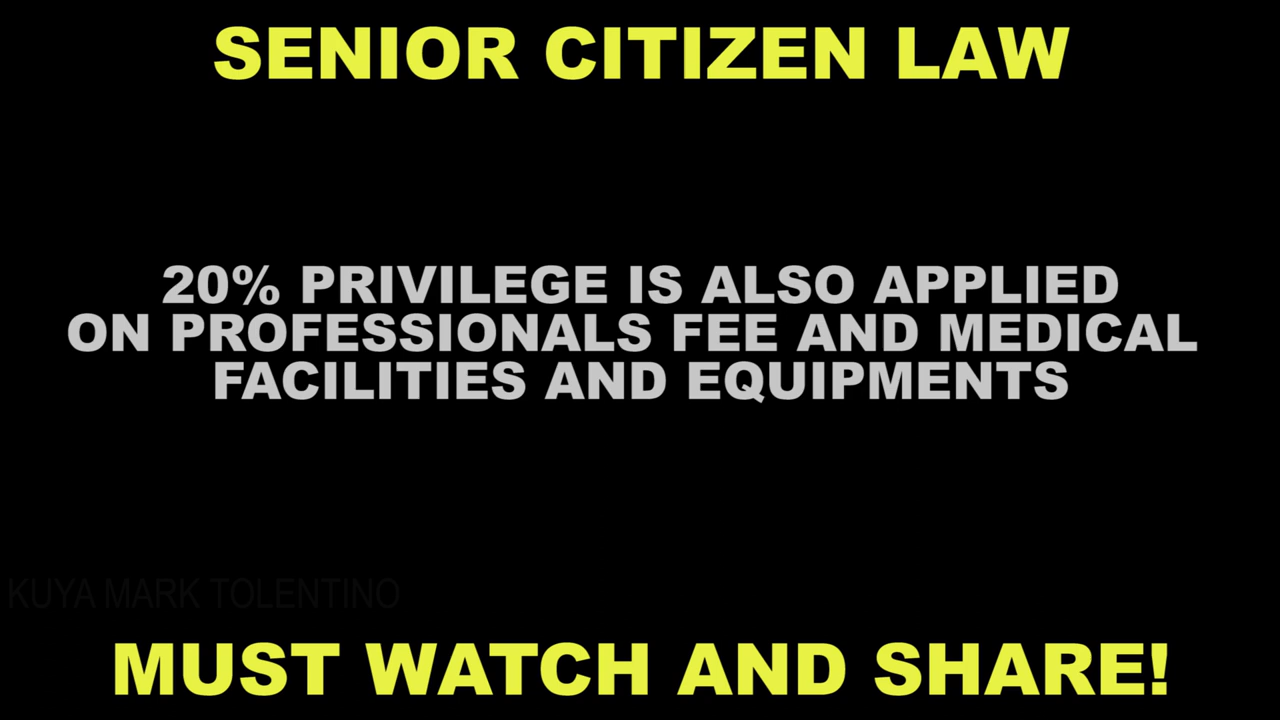 SENIOR CITIZEN LAW
20% PRIVILEGE IS ALSO APPLIED
ON PROFESSIONALS FEE AND MEDICAL
FACILITIES AND EQUIPMENTS
KUYA MARK TOLENTINO
MUST WATCH AND SHARE!